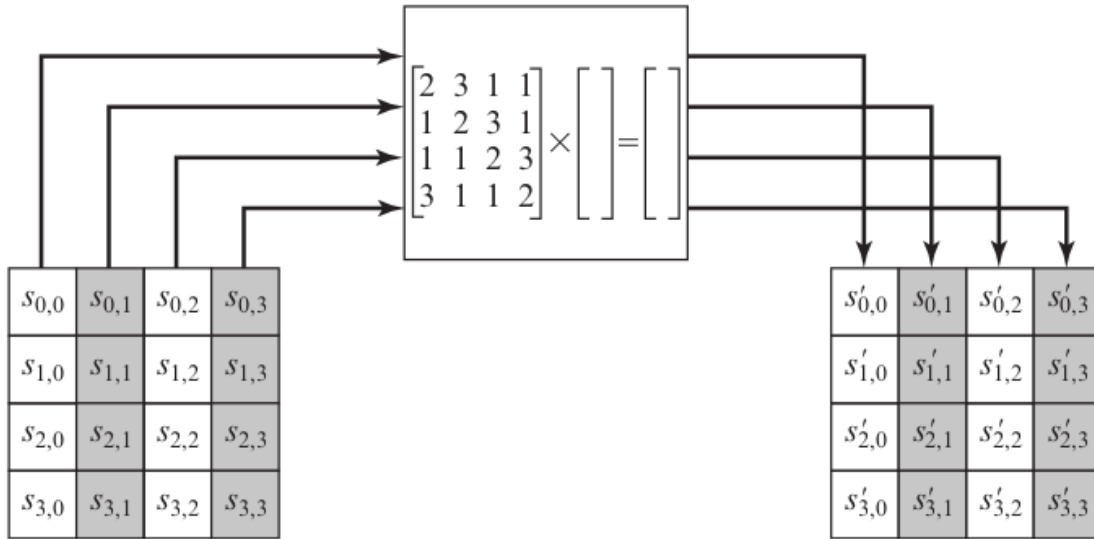 2 3 1 1
1 2 3 1
1 1 2 3
3 1 1 2
× =
s0,0 s0,1 s0,2 s0,3
s1,0 s1,1 s1,2 s1,3
s2,0 s2,1 s2,2 s2,3
s3,0 s3,1 s3,2 s3,3
s′0,0 s′0,1 s′0,2 s′0,3
s′1,0 s′1,1 s′1,2 s′1,3
s′2,0 s′2,1 s′2,2 s′2,3
s′3,0 s′3,1 s′3,2 s′3,3